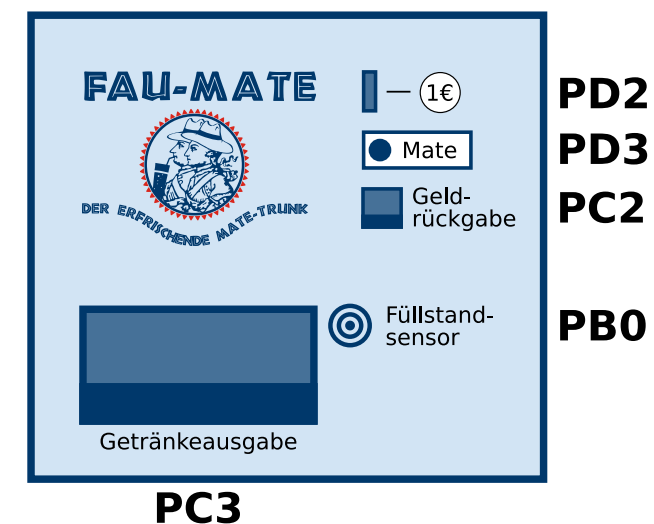 FAU-MATE
DER ERFRISCHENDE MATE-TRUNK
1€
PD2
Mate
PD3
Geld-
rückgabe
PC2
Füllstand-
sensor
PB0
Getränkeausgabe
PC3